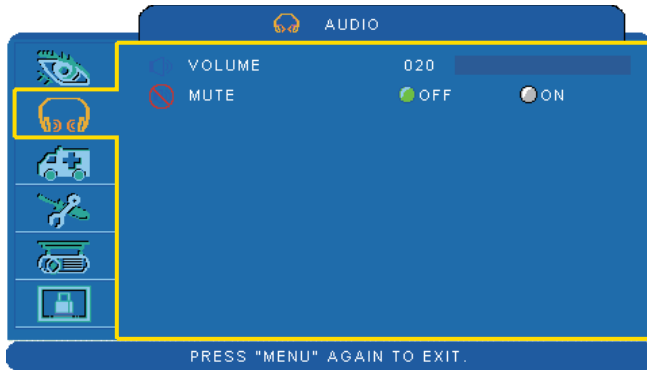 AUDIO
VOLUME 020
MUTE OFF ON
PRESS "MENU" AGAIN TO EXIT.